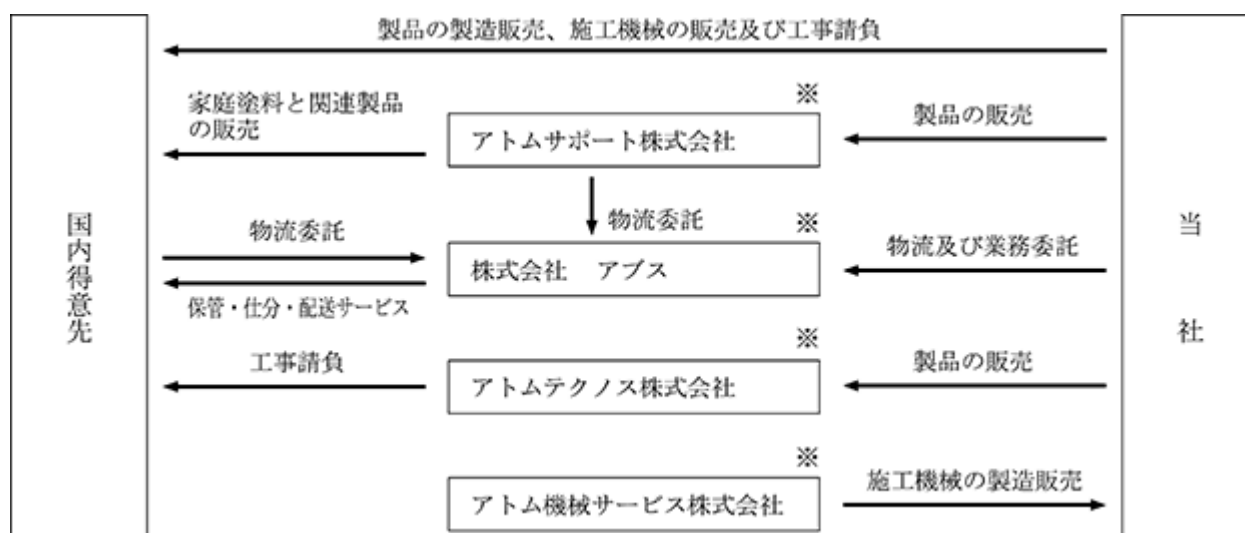 製品の製造販売、施工機械の販売及び工事請負
家庭塗料と関連製品
の販売
※
アトムサポート株式会社
製品の販売
物流委託
国内得意先
物流委託
※
株式会社　アブス
物流及び業務委託
当社
保管・仕分・配送サービス
工事請負
※
アトムテクノス株式会社
製品の販売
※
アトム機械サービス株式会社
施工機械の製造販売